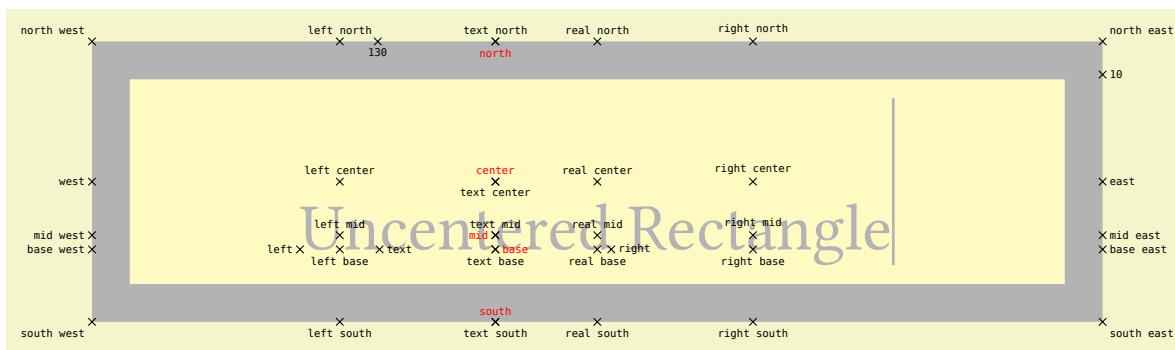 north west left north text north real north right north north east
130 north
10
left center center real center right center
west text center east
Uncentered Rectangle
left mid text mid real mid right mid
mid west mid mid east
base west left text base right base east
left base text base real base right base
south
south west left south text south real south right south south east